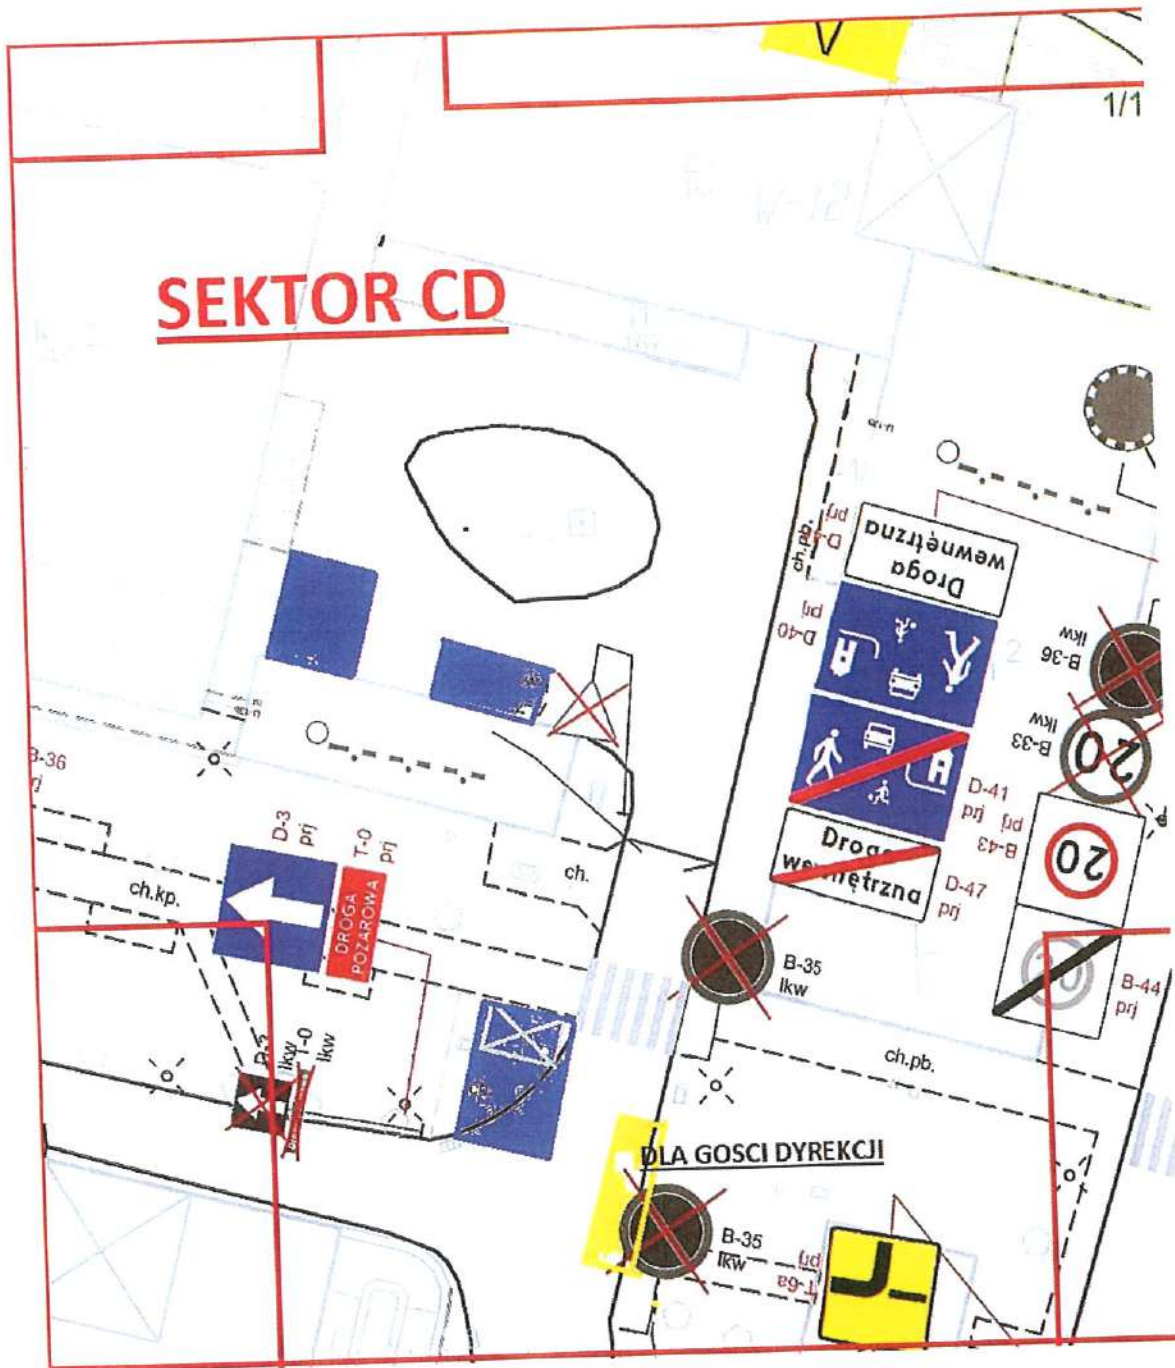 1/1
SEKTOR CD
D-40
prj
Droga
wewnętrzna
B-36
lkw
B-33
lkw
20
B-36
prj
D-3
prj
T-0
prj
DROGA
POŻAROWA
ch.kp.
ch.
ch.pb.
D-41
prj
B-43
prj
20
Droga
wewnętrzna
D-47
prj
B-35
lkw
B-44
prj
lkw
T-0
lkw
ch.pb.
DLA GOSCI DYREKCJI
B-35
lkw
T-6a
prj